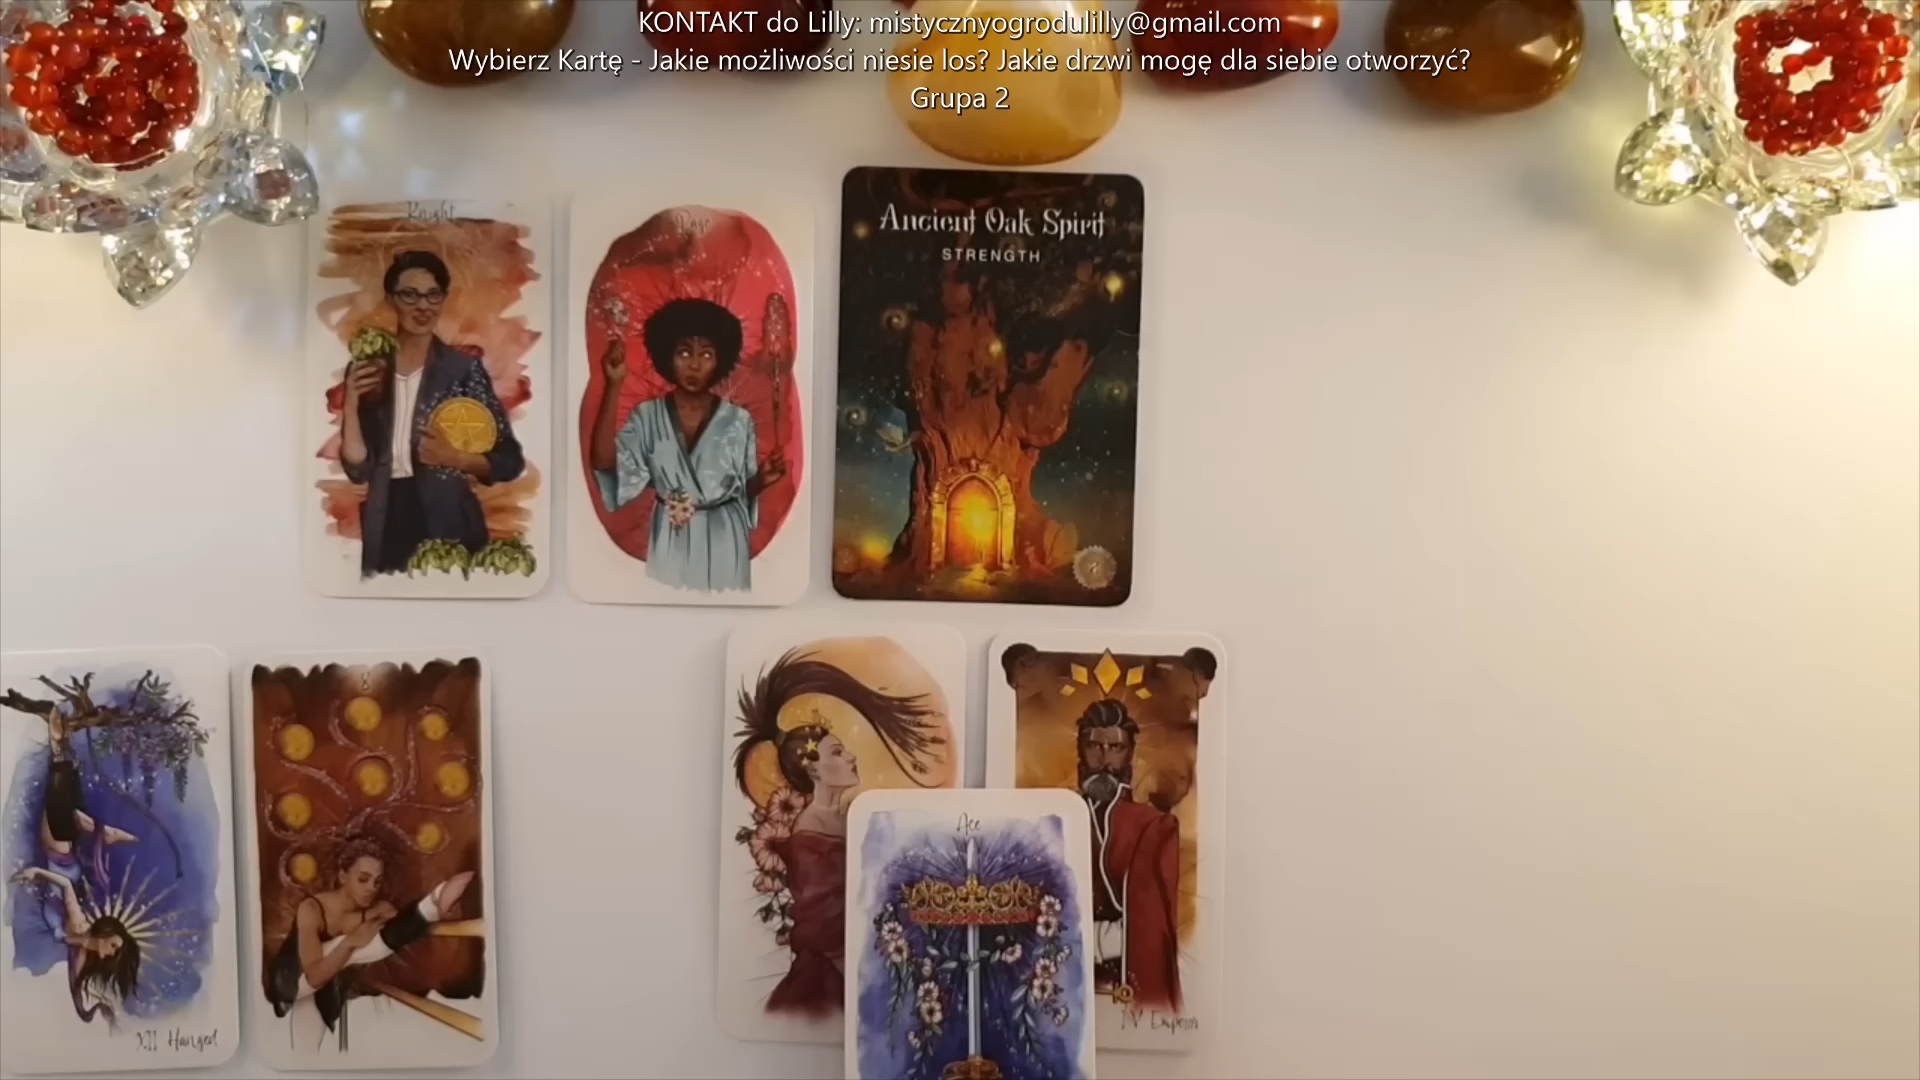 KONTAKT do Lilly: mistycznyogrodulilly@gmail.com
Wybierz Kartę - Jakie możliwości niesie los? Jakie drzwi mogę dla siebie otworzyć?
Grupa 2
Knight
Page
Ancient Oak Spirit
STRENGTH
8
Ace
XII Hanged
IV Emperor